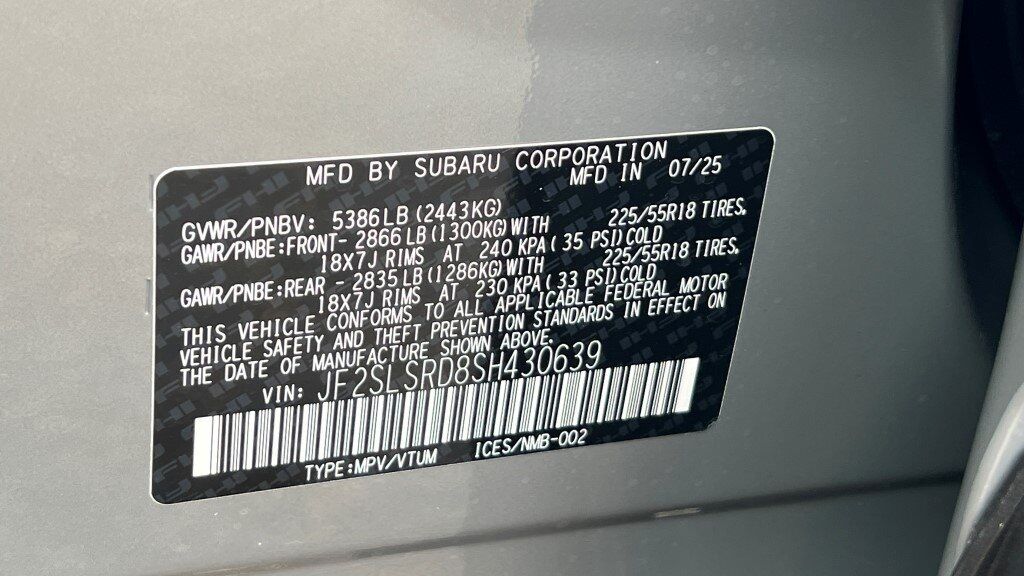 MFD BY SUBARU CORPORATION
MFD IN 07/25
GVWR/PNBV: 5386LB (2443KG)
GAWR/PNBE:FRONT- 2866 LB (1300KG) WITH 225/55R18 TIRES.
18X7J RIMS AT 240 KPA( 35 PSI)COLD
GAWR/PNBE:REAR - 2835 LB (1286KG) WITH 225/55R18 TIRES.
18X7J RIMS AT 230 KPA( 33 PSI)COLD
THIS VEHICLE CONFORMS TO ALL APPLICABLE FEDERAL MOTOR
VEHICLE SAFETY AND THEFT PREVENTION STANDARDS IN EFFECT ON
THE DATE OF MANUFACTURE SHOWN ABOVE.
VIN: JF2SLSRD8SH430639
TYPE:MPV/VTUM ICES/NMB-002